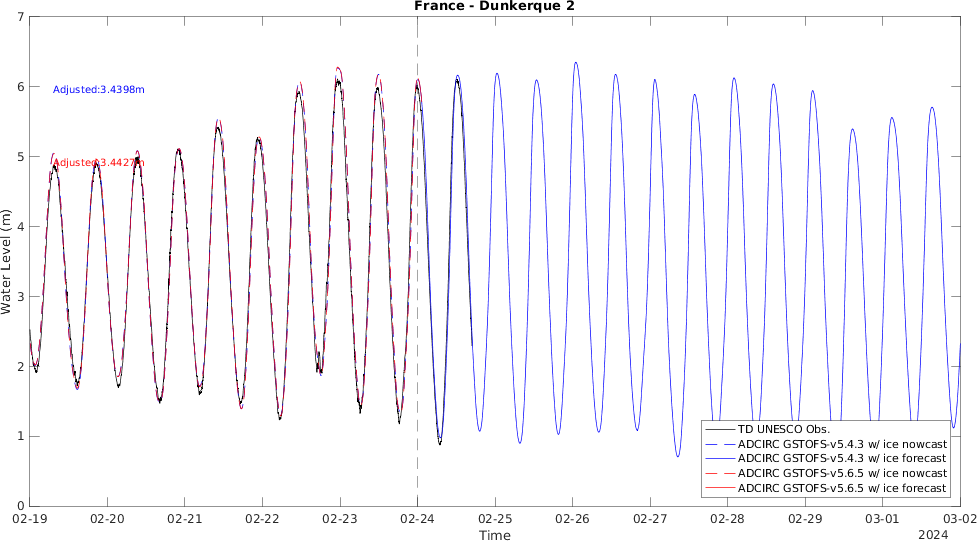 France - Dunkerque 2
7
6
5
4
3
2
1
0
Water Level (m)
Adjusted:3.4398m
Adjusted:3.4427m
TD UNESCO Obs.
ADCIRC GSTOFS-v5.4.3 w/ ice nowcast
ADCIRC GSTOFS-v5.4.3 w/ ice forecast
ADCIRC GSTOFS-v5.6.5 w/ ice nowcast
ADCIRC GSTOFS-v5.6.5 w/ ice forecast
02-19 02-20 02-21 02-22 02-23 02-24 02-25 02-26 02-27 02-28 02-29 03-01 03-02
Time
2024